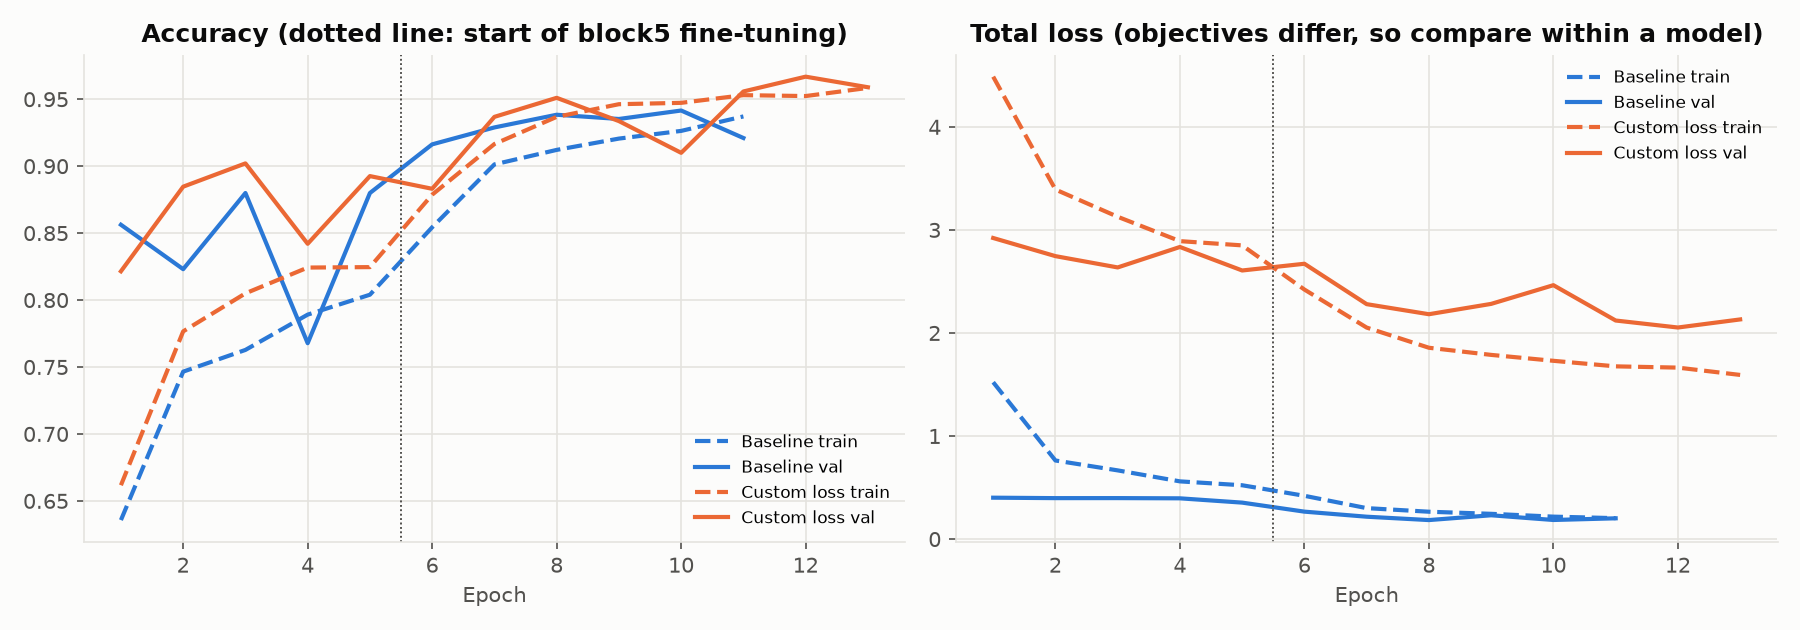 Accuracy (dotted line: start of block5 fine-tuning)
0.95
0.90
0.85
0.80
0.75
0.70
0.65
2 4 6 8 10 12
Epoch
Baseline train
Baseline val
Custom loss train
Custom loss val
Total loss (objectives differ, so compare within a model)
4
3
2
1
0
2 4 6 8 10 12
Epoch
Baseline train
Baseline val
Custom loss train
Custom loss val